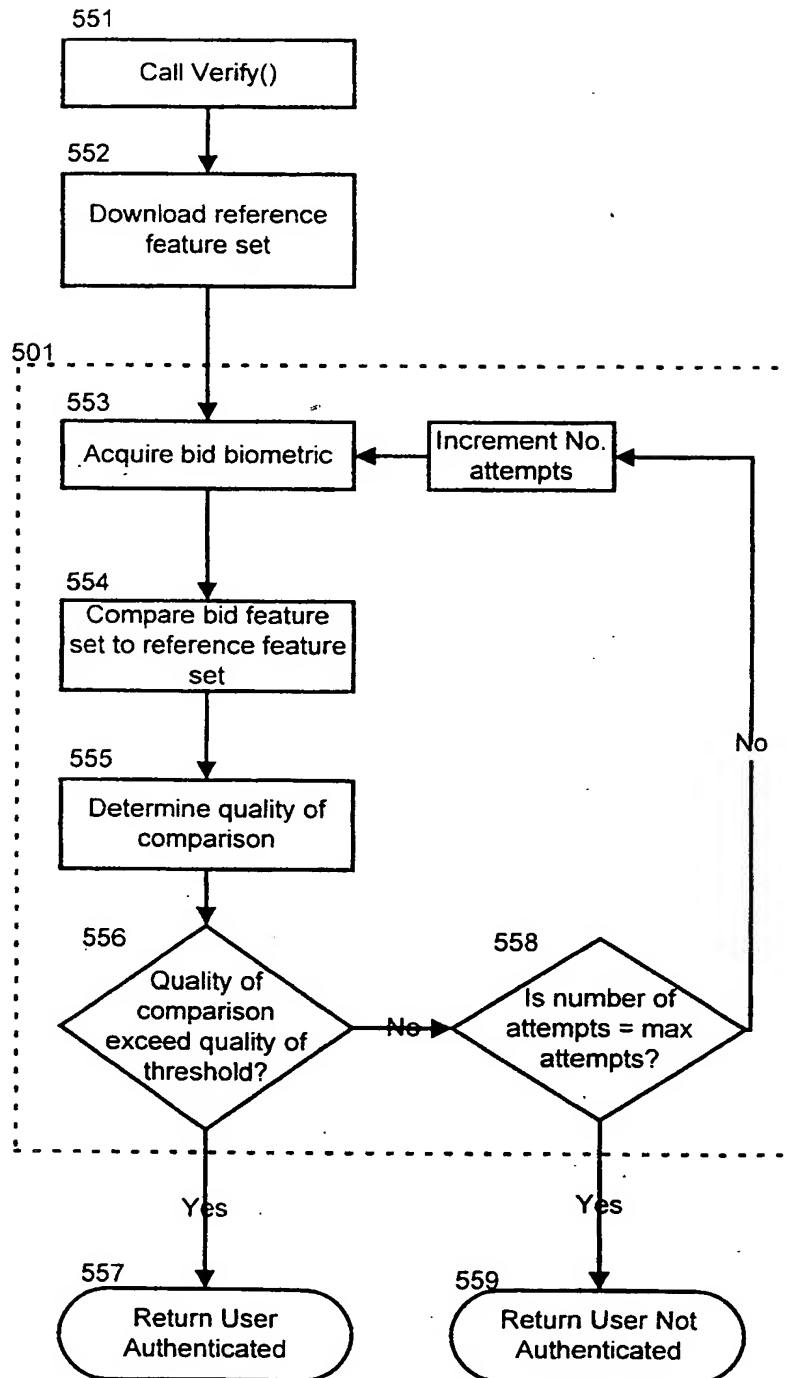 551
Call Verify()
552
Download reference
feature set
501
553
Acquire bid biometric
Increment No.
attempts
554
Compare bid feature
set to reference feature
set
No
555
Determine quality of
comparison
556
Quality of
comparison
exceed quality of
threshold?
No
558
Is number of
attempts = max
attempts?
Yes
Yes
557
Return User
Authenticated
559
Return User Not
Authenticated